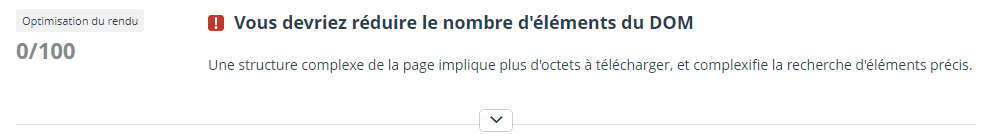 Optimisation du rendu
0/100
! Vous devriez réduire le nombre d'éléments du DOM
Une structure complexe de la page implique plus d'octets à télécharger, et complexifie la recherche d'éléments précis.